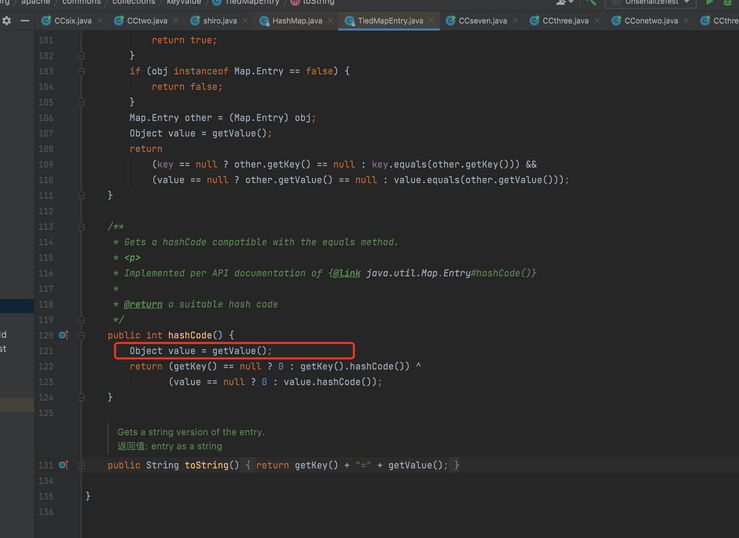 apache
commons
collections
keyvalue
TiedMapEntry
toString
UnserializeTest
CCsix.java
CCtwo.java
shiro.java
HashMap.java
TiedMapEntry.java
CCseven.java
CCthree.java
CConetwo.java
CCthre
101 return true;
102 }
103 if (obj instanceof Map.Entry == false) {
104 return false;
105 }
106 Map.Entry other = (Map.Entry) obj;
107 Object value = getValue();
108 return
109 (key == null ? other.getKey() == null : key.equals(other.getKey())) &&
110 (value == null ? other.getValue() == null : value.equals(other.getValue()));
111 }
112
113 /**
114 * Gets a hashCode compatible with the equals method.
115 * <p>
116 * Implemented per API documentation of {@link java.util.Map.Entry#hashCode()}
117 *
118 * @return a suitable hash code
119 */
120 public int hashCode() {
121 Object value = getValue();
122 return (getKey() == null ? 0 : getKey().hashCode()) ^
123 (value == null ? 0 : value.hashCode());
124 }
125
Gets a string version of the entry.
返回值: entry as a string
131 public String toString() { return getKey() + "=" + getValue(); }
134
135 }
136